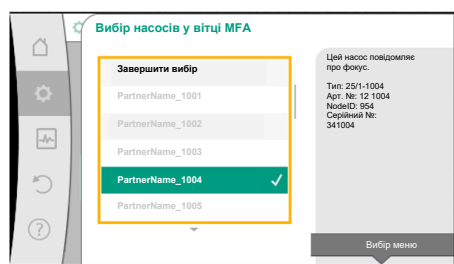 Вибір насосів у вітці MFA
Завершити вибір
PartnerName_1001
PartnerName_1002
PartnerName_1003
PartnerName_1004
PartnerName_1005
Цей насос повідомляє
про фокус.
Тип: 25/1-1004
Арт. №: 12 1004
NodeID: 954
Серійний №:
341004
Вибір меню